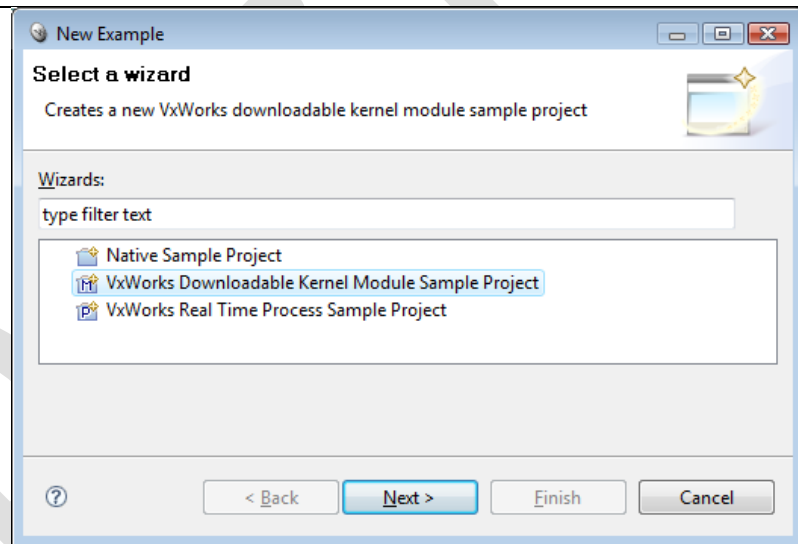 New Example
Select a wizard
Creates a new VxWorks downloadable kernel module sample project
Wizards:
type filter text
Native Sample Project
VxWorks Downloadable Kernel Module Sample Project
VxWorks Real Time Process Sample Project
< Back Next > Finish Cancel